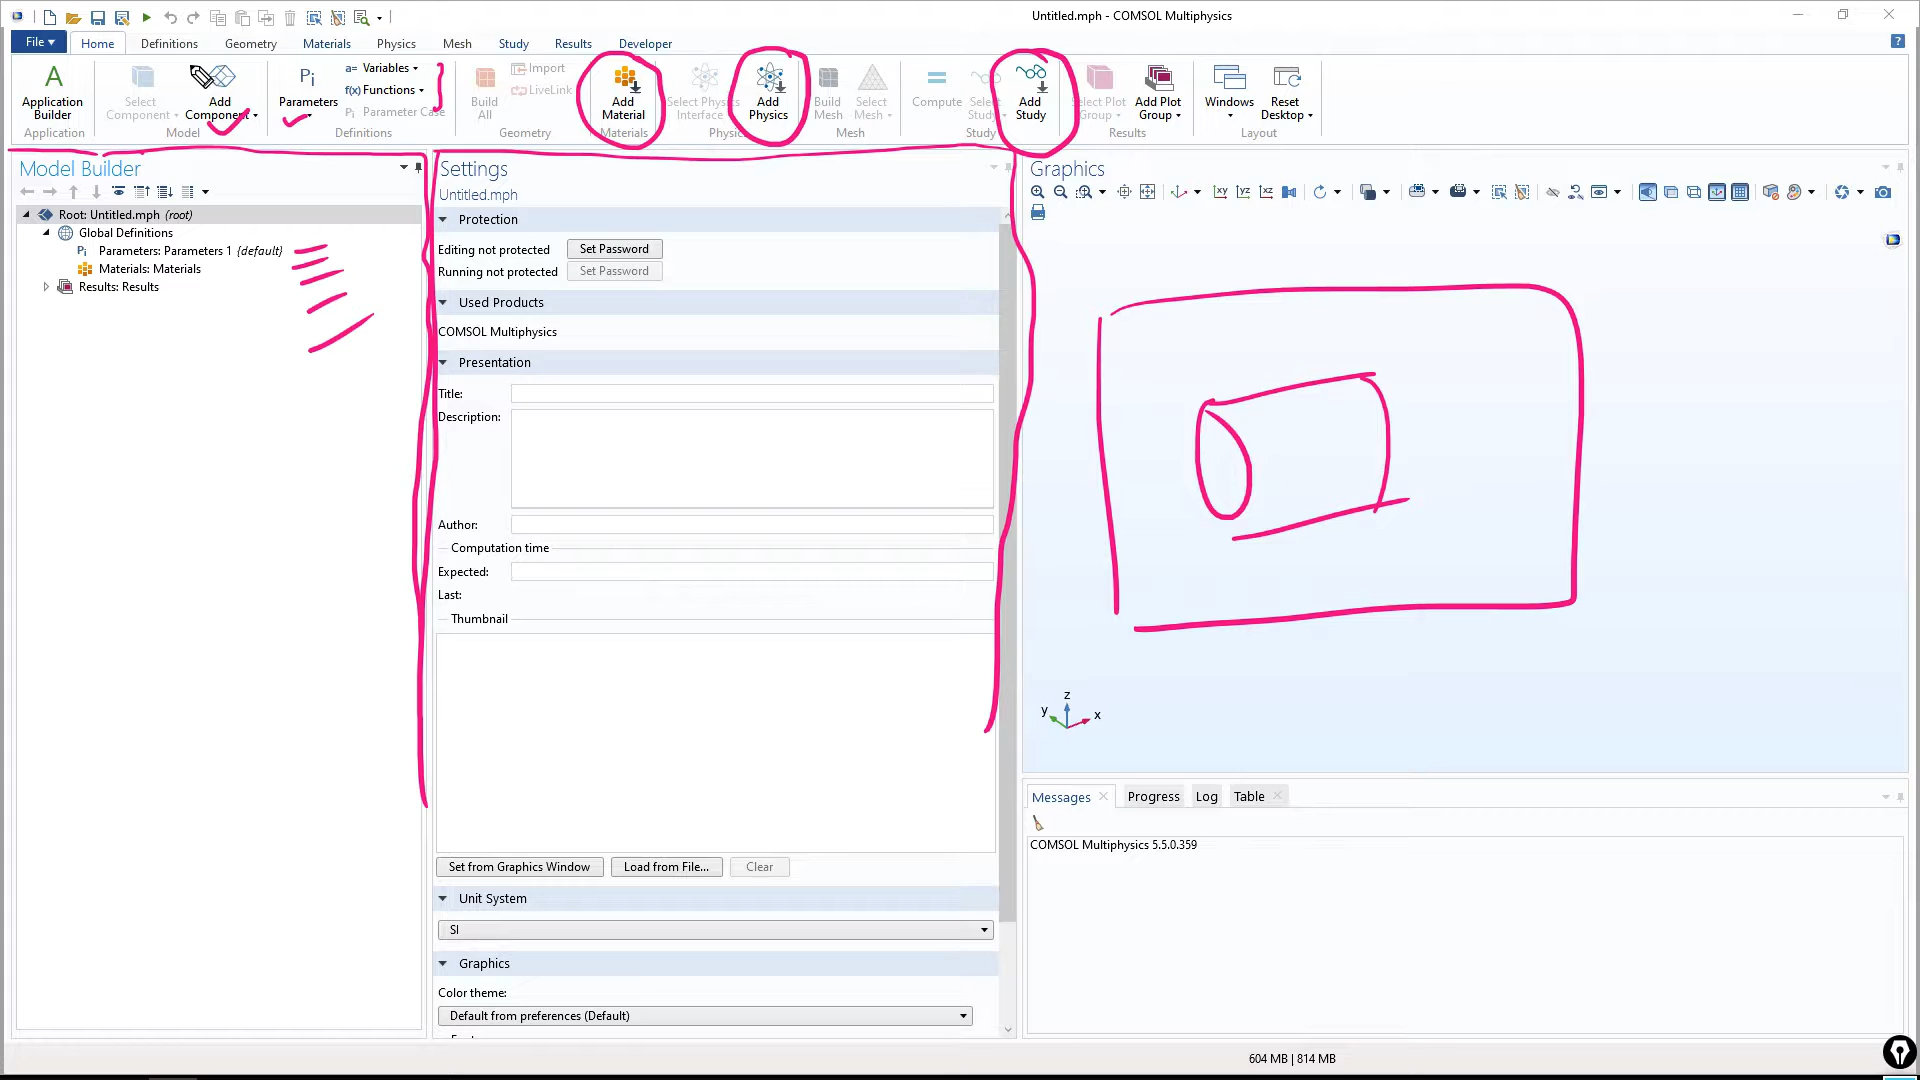 Untitled.mph - COMSOL Multiphysics
File Home Definitions Geometry Materials Physics Mesh Study Results Developer
Application Builder
Application
Select Component
Add Component
Model
Pi
Parameters
a= Variables
f(x) Functions
Pi Parameter Case
Definitions
Build All
Import
LiveLink
Geometry
Add Material
Materials
Select Physics Interface
Add Physics
Physics
Build Mesh
Select Mesh
Mesh
Compute
Select Study
Add Study
Study
Select Plot Group
Add Plot Group
Results
Windows
Reset Desktop
Layout
Model Builder
Root: Untitled.mph (root)
Global Definitions
Pi Parameters: Parameters 1 {default}
Materials: Materials
Results: Results
Settings
Untitled.mph
Protection
Editing not protected Set Password
Running not protected Set Password
Used Products
COMSOL Multiphysics
Presentation
Title:
Description:
Author:
Computation time
Expected:
Last:
Thumbnail
Set from Graphics Window Load from File... Clear
Unit System
SI
Graphics
Color theme:
Default from preferences (Default)
Graphics
xy yz xz
z
y
x
Messages Progress Log Table
COMSOL Multiphysics 5.5.0.359
604 MB | 814 MB